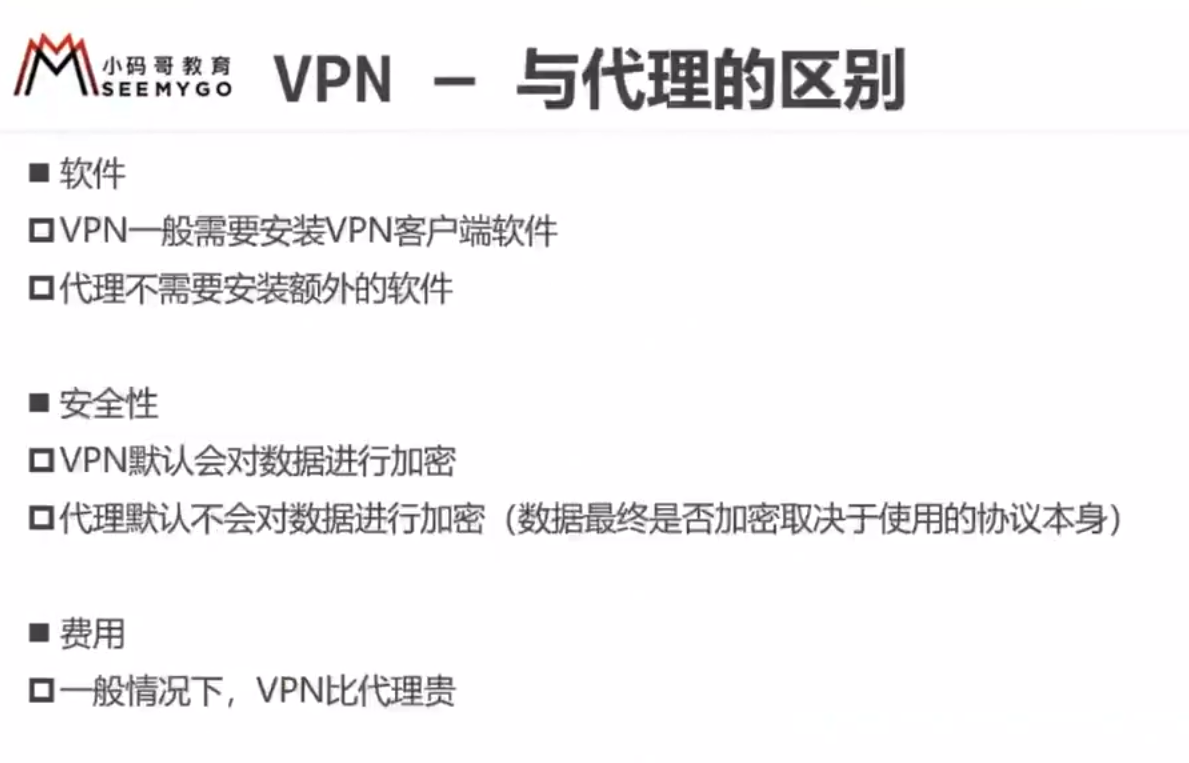 小码哥教育
SEEMYGO
VPN – 与代理的区别
■ 软件
□VPN一般需要安装VPN客户端软件
□代理不需要安装额外的软件
■ 安全性
□VPN默认会对数据进行加密
□代理默认不会对数据进行加密（数据最终是否加密取决于使用的协议本身）
■ 费用
□一般情况下，VPN比代理贵